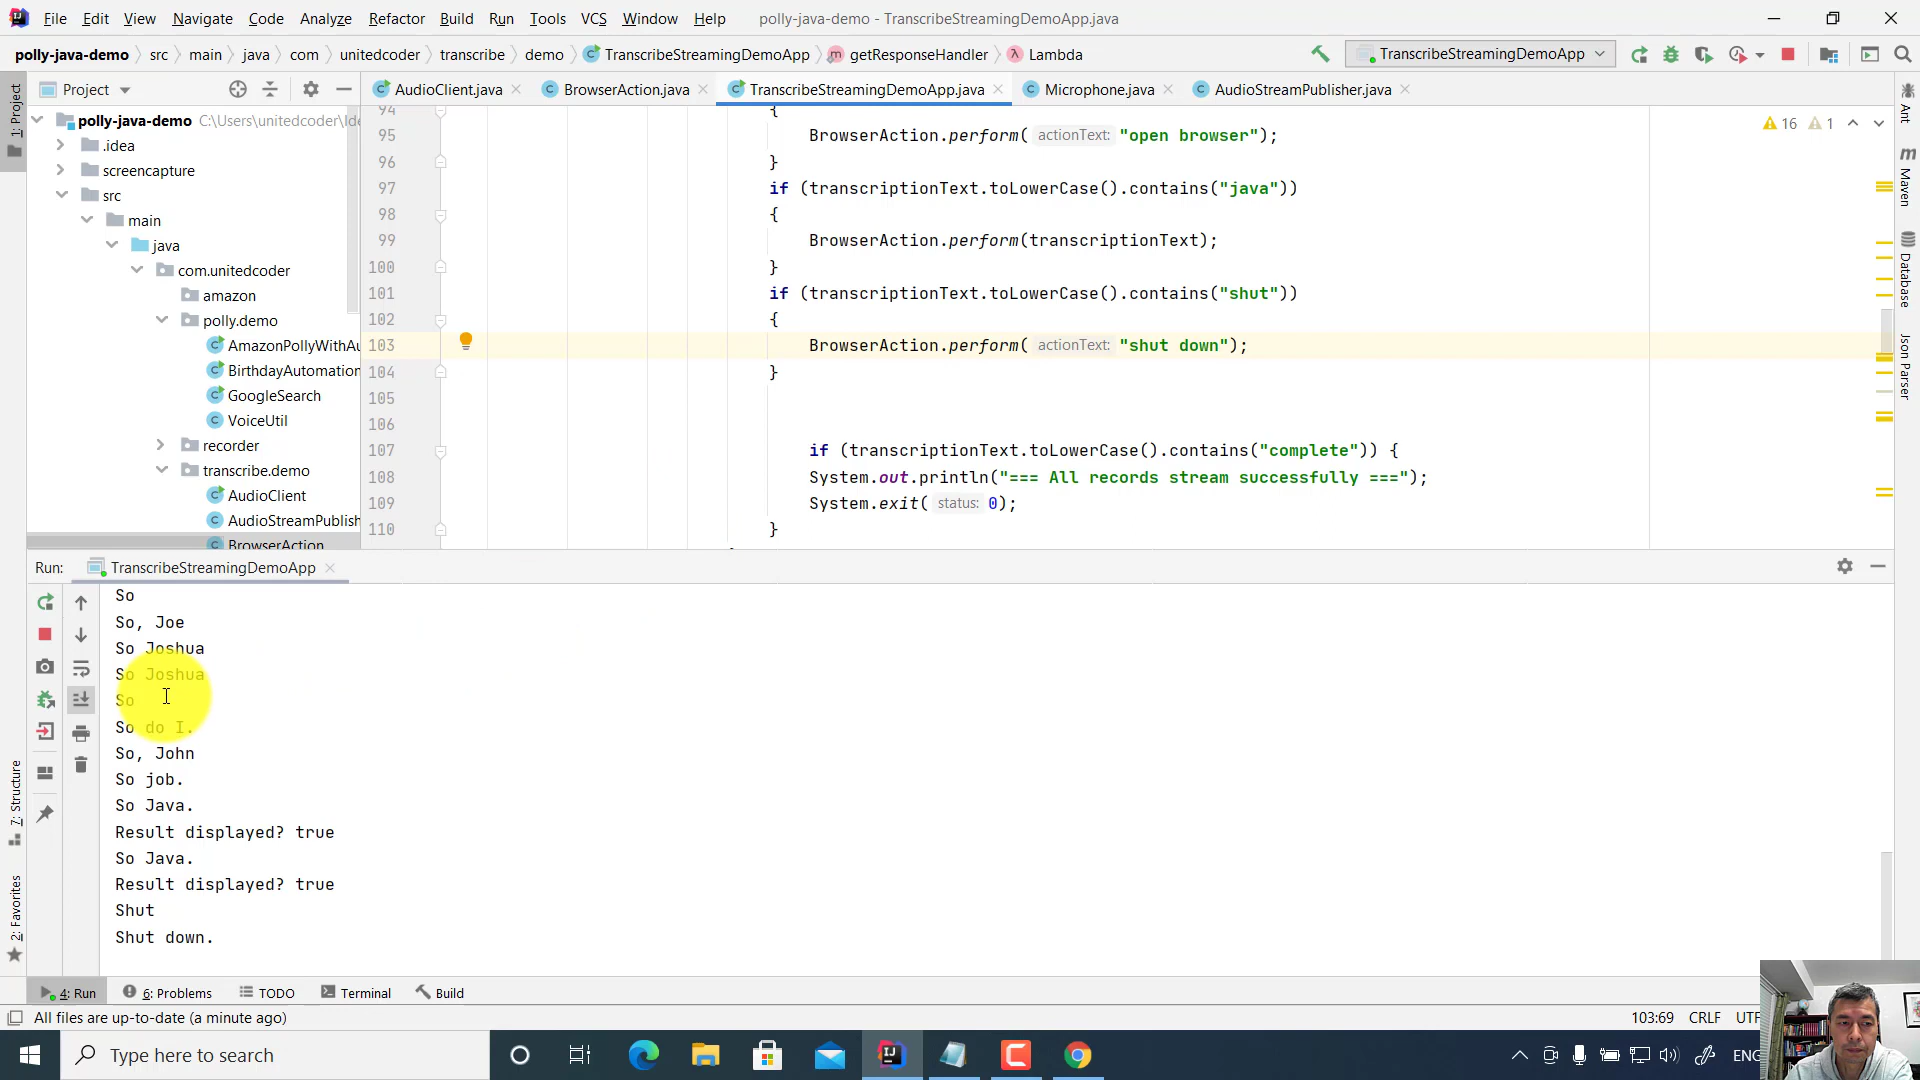 File Edit View Navigate Code Analyze Refactor Build Run Tools VCS Window Help polly-java-demo - TranscribeStreamingDemoApp.java
polly-java-demo src main java com unitedcoder transcribe demo TranscribeStreamingDemoApp getResponseHandler Lambda TranscribeStreamingDemoApp
Project AudioClient.java BrowserAction.java TranscribeStreamingDemoApp.java Microphone.java AudioStreamPublisher.java
polly-java-demo C:\Users\unitedcoder\Ide
.idea
screencapture
src
main
java
com.unitedcoder
amazon
polly.demo
AmazonPollyWithAu
BirthdayAutomation
GoogleSearch
VoiceUtil
recorder
transcribe.demo
AudioClient
AudioStreamPublish
BrowserAction
94 {
95 BrowserAction.perform( actionText: "open browser");
96 }
97 if (transcriptionText.toLowerCase().contains("java"))
98 {
99 BrowserAction.perform(transcriptionText);
100 }
101 if (transcriptionText.toLowerCase().contains("shut"))
102 {
103 BrowserAction.perform( actionText: "shut down");
104 }
105
106
107 if (transcriptionText.toLowerCase().contains("complete")) {
108 System.out.println("=== All records stream successfully ===");
109 System.exit( status: 0);
110 }
16 1
1: Project
7: Structure
2: Favorites
Ant
Maven
Database
Json Parser
Run: TranscribeStreamingDemoApp
So
So, Joe
So Joshua
So Joshua
So
So do I.
So, John
So job.
So Java.
Result displayed? true
So Java.
Result displayed? true
Shut
Shut down.
4: Run 6: Problems TODO Terminal Build
All files are up-to-date (a minute ago) 103:69 CRLF UTF
Type here to search ENG